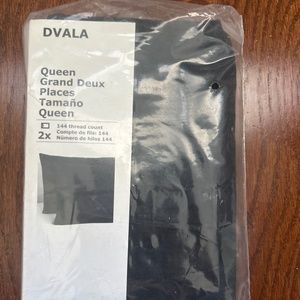 DVALA
Queen
Grand Deux
Places
Tamaño
Queen
144 thread count
2x
Compte de fils: 144
Número de hilos 144